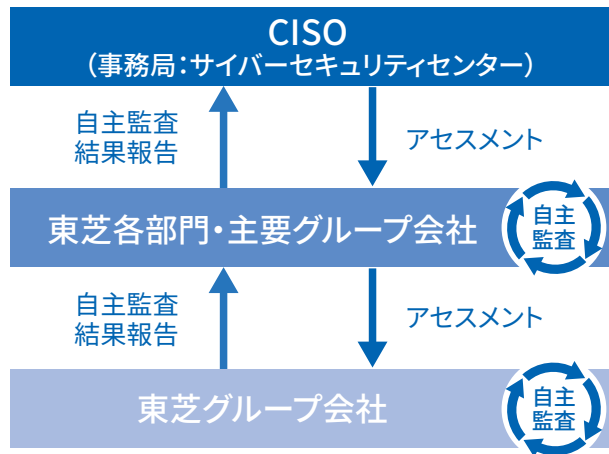 CISO
（事務局：サイバーセキュリティセンター）
自主監査
結果報告
アセスメント
東芝各部門・主要グループ会社
自主
監査
自主監査
結果報告
アセスメント
東芝グループ会社
自主
監査